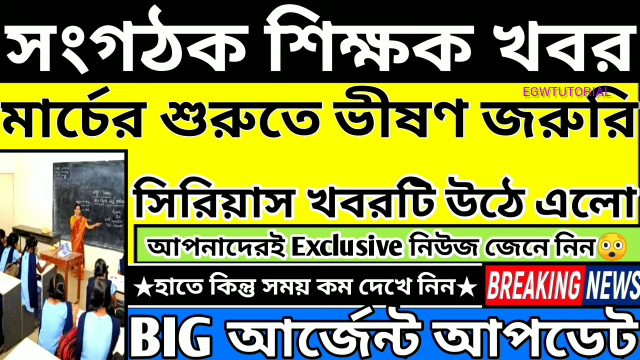 সংগঠক শিক্ষক খবর
EGWTUTORIAL
মার্চের শুরুতে ভীষণ জরুরি
সিরিয়াস খবরটি উঠে এলো
আপনাদেরই Exclusive নিউজ জেনে নিন😲
★হাতে কিন্তু সময় কম দেখে নিন★ BREAKING NEWS
BIG আর্জেন্ট আপডেট